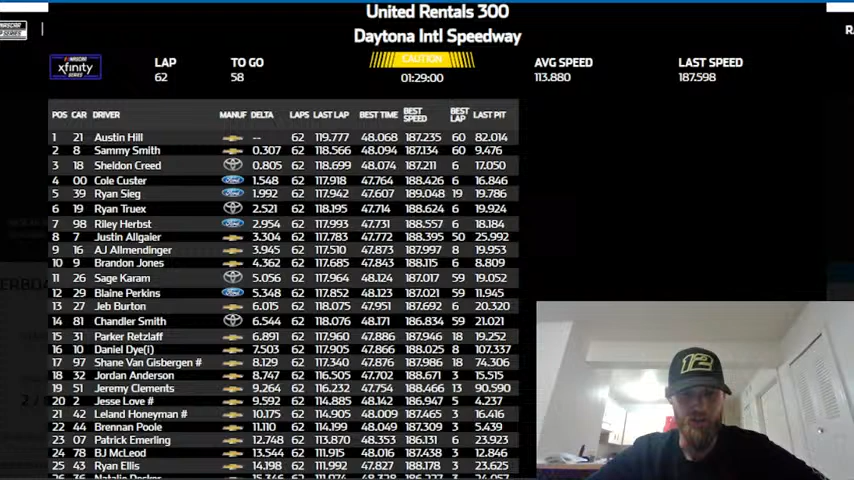 United Rentals 300
Daytona Intl Speedway
NASCAR
xfinity
SERIES
LAP TO GO CAUTION AVG SPEED LAST SPEED
62 58 01:29:00 113.880 187.598
POS CAR DRIVER MANUF DELTA LAPS LAST LAP BEST TIME BEST SPEED BEST LAP LAST PIT
1 21 Austin Hill -- 62 119.777 48.068 187.235 60 82.014
2 8 Sammy Smith 0.307 62 118.566 48.094 187.134 60 9.476
3 18 Sheldon Creed 0.805 62 118.699 48.074 187.211 6 17.050
4 00 Cole Custer 1.548 62 117.918 47.764 188.426 6 16.846
5 39 Ryan Sieg 1.992 62 117.942 47.607 189.048 19 19.786
6 19 Ryan Truex 2.521 62 118.195 47.714 188.624 6 19.924
7 98 Riley Herbst 2.954 62 117.993 47.731 188.557 6 18.184
8 7 Justin Allgaier 3.304 62 117.783 47.772 188.395 50 25.992
9 16 AJ Allmendinger 3.945 62 117.510 47.873 187.997 8 19.953
10 9 Brandon Jones 4.362 62 117.685 47.843 188.115 6 8.809
11 26 Sage Karam 5.056 62 117.964 48.124 187.017 59 19.052
12 29 Blaine Perkins 5.348 62 117.852 48.123 187.021 59 11.945
13 27 Jeb Burton 6.015 62 118.075 47.951 187.692 6 20.320
14 81 Chandler Smith 6.544 62 118.076 48.171 186.834 59 21.021
15 31 Parker Retzlaff 6.891 62 117.960 47.886 187.946 18 19.252
16 10 Daniel Dye(i) 7.503 62 117.905 47.866 188.025 8 107.337
17 97 Shane Van Gisbergen # 8.129 62 117.340 47.876 187.986 18 74.306
18 32 Jordan Anderson 8.747 62 116.505 47.702 188.671 3 15.515
19 51 Jeremy Clements 9.264 62 116.232 47.754 188.466 13 90.590
20 2 Jesse Love # 9.592 62 114.885 48.142 186.947 5 4.237
21 42 Leland Honeyman # 10.175 62 114.905 48.009 187.465 3 16.416
22 44 Brennan Poole 11.110 62 114.199 48.049 187.309 3 5.439
23 07 Patrick Emerling 12.748 62 113.870 48.353 186.131 6 23.923
24 78 BJ McLeod 13.544 62 111.915 48.016 187.438 3 12.846
25 43 Ryan Ellis 14.198 62 111.992 47.827 188.178 3 23.625
12